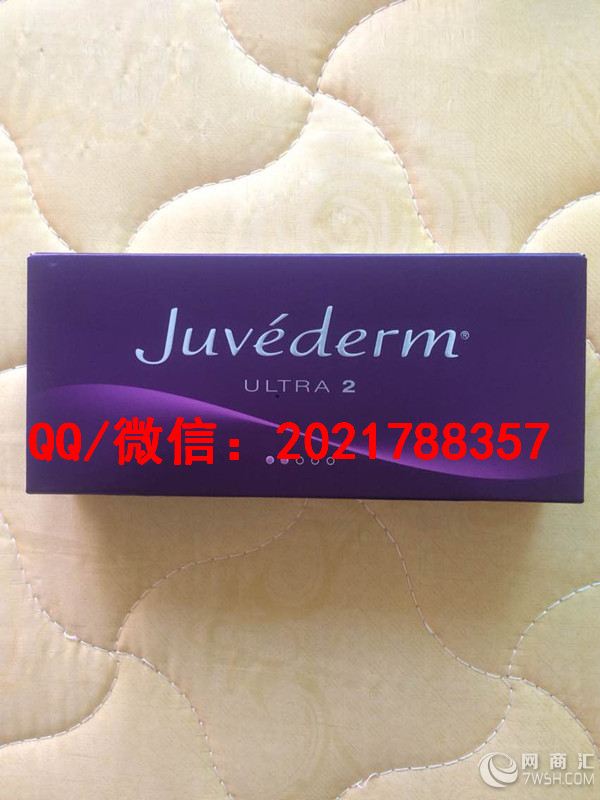 Juvéderm®
ULTRA 2
QQ/微信：2021788357
网商汇
7WSH.COM